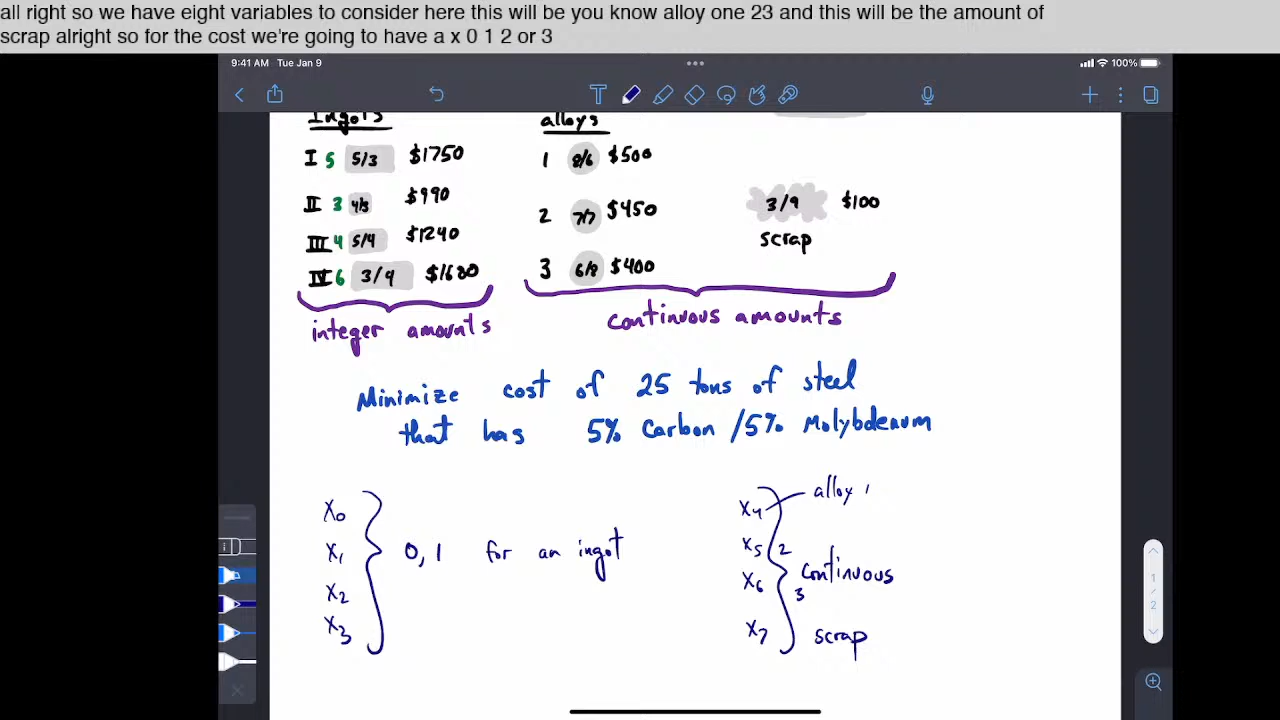 all right so we have eight variables to consider here this will be you know alloy one 23 and this will be the amount of
scrap alright so for the cost we're going to have a x 0 1 2 or 3
9:41 AM Tue Jan 9
100%
Ingots
alloys
I 5 5/3 $1750
1 8/6 $500
II 3 4/3 $990
2 7/7 $450
3/9 $100
III 4 5/4 $1240
scrap
IV 6 3/4 $1680
3 6/8 $400
integer amounts
continuous amounts
Minimize cost of 25 tons of steel
that has 5% Carbon /5% Molybdenum
x0
x1
x2
x3
0, 1 for an ingot
x4 alloy 1
x5 2
x6 3 continuous
x7 scrap
1
/
2